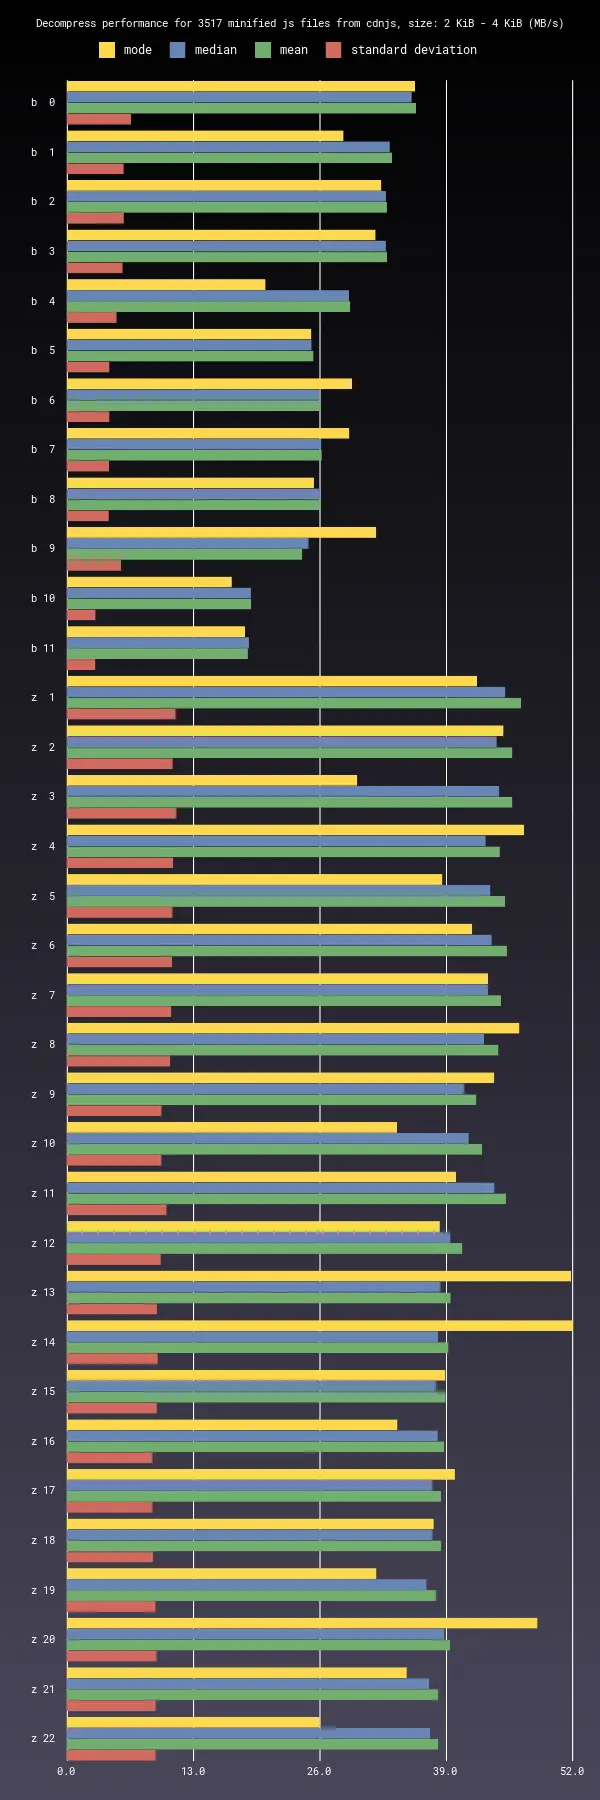 Decompress performance for 3517 minified js files from cdnjs, size: 2 KiB - 4 KiB (MB/s)
mode median mean standard deviation
b 0
b 1
b 2
b 3
b 4
b 5
b 6
b 7
b 8
b 9
b 10
b 11
z 1
z 2
z 3
z 4
z 5
z 6
z 7
z 8
z 9
z 10
z 11
z 12
z 13
z 14
z 15
z 16
z 17
z 18
z 19
z 20
z 21
z 22
0.0 13.0 26.0 39.0 52.0